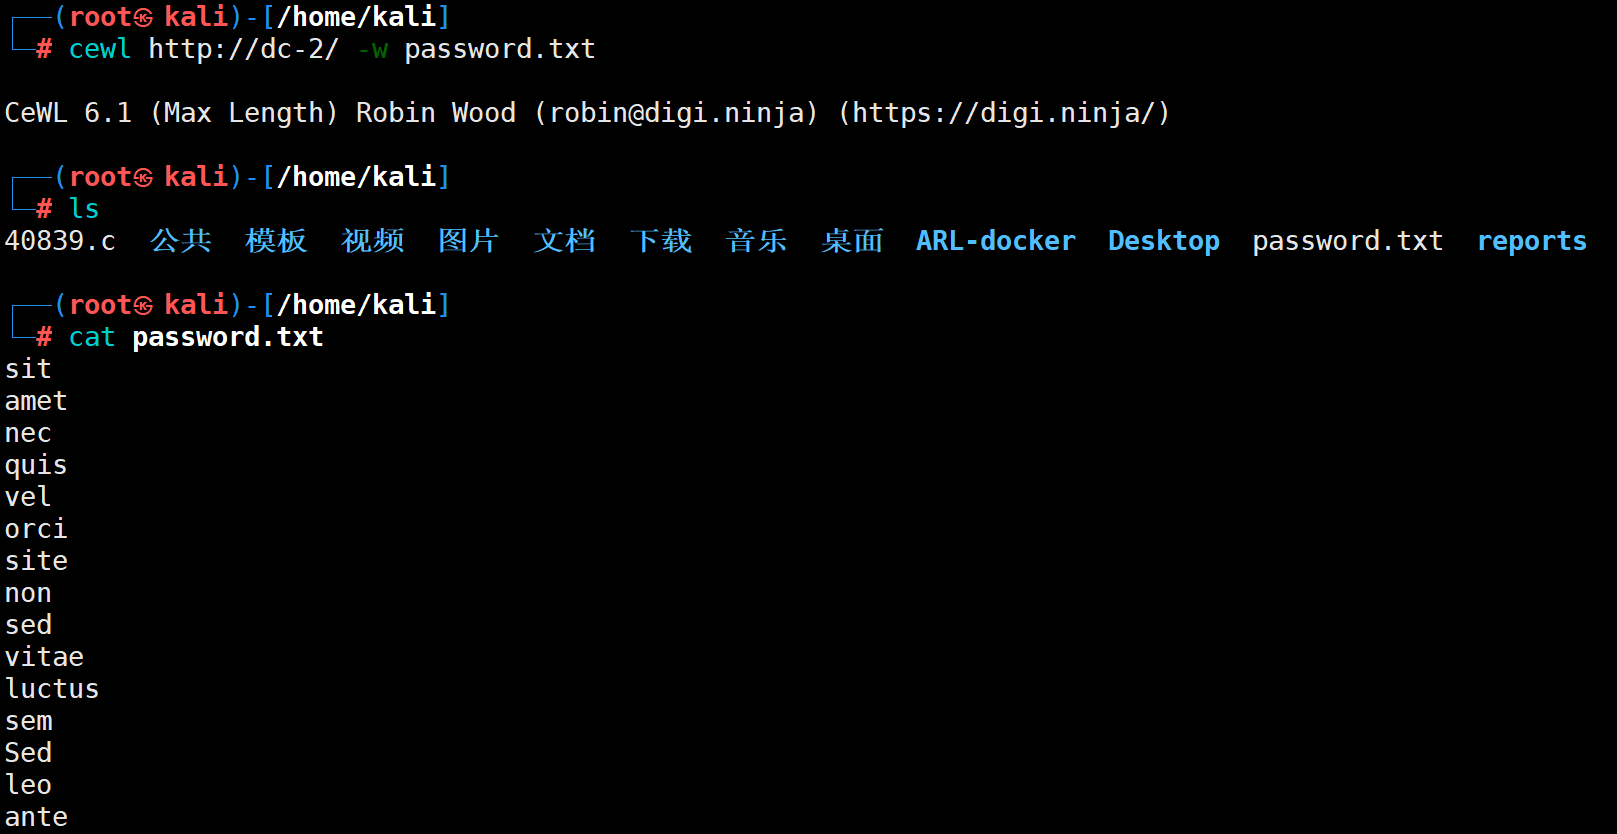 ┌──(root㉿kali)-[/home/kali]
└─# cewl http://dc-2/ -w password.txt
CeWL 6.1 (Max Length) Robin Wood (robin@digi.ninja) (https://digi.ninja/)
┌──(root㉿kali)-[/home/kali]
└─# ls
40839.c 公共 模板 视频 图片 文档 下载 音乐 桌面 ARL-docker Desktop password.txt reports
┌──(root㉿kali)-[/home/kali]
└─# cat password.txt
sit
amet
nec
quis
vel
orci
site
non
sed
vitae
luctus
sem
Sed
leo
ante